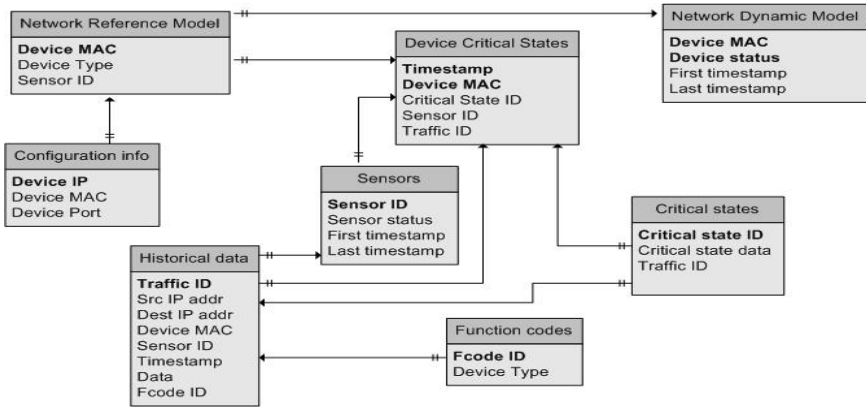 Network Reference Model
Device MAC
Device Type
Sensor ID
Device Critical States
Timestamp
Device MAC
Critical State ID
Sensor ID
Traffic ID
Network Dynamic Model
Device MAC
Device status
First timestamp
Last timestamp
Configuration info
Device IP
Device MAC
Device Port
Sensors
Sensor ID
Sensor status
First timestamp
Last timestamp
Critical states
Critical state ID
Critical state data
Traffic ID
Historical data
Traffic ID
Src IP addr
Dest IP addr
Device MAC
Sensor ID
Timestamp
Data
Fcode ID
Function codes
Fcode ID
Device Type